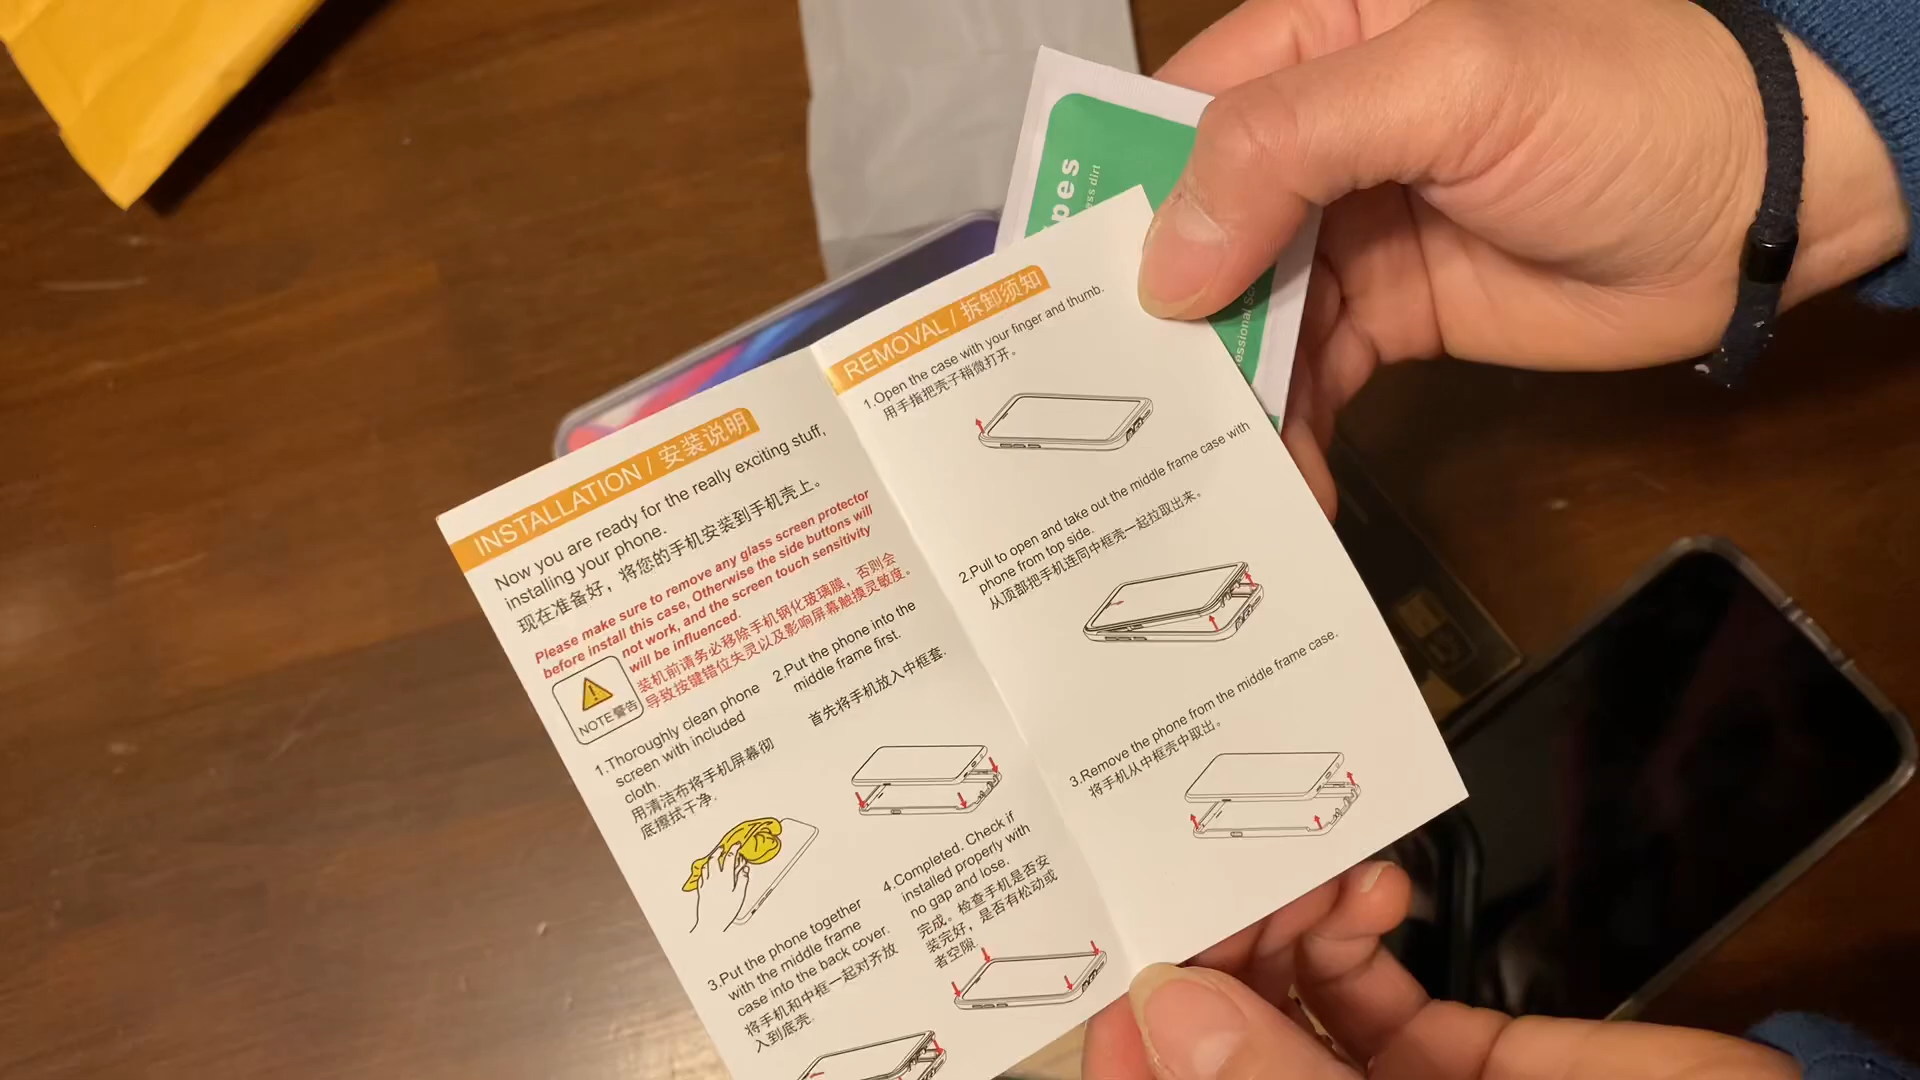 INSTALLATION / 安装说明
Now you are ready for the really exciting stuff,
installing your phone.
现在准备好，将您的手机安装到手机壳上。
Please make sure to remove any glass screen protector
before install this case, Otherwise the side buttons will
not work, and the screen touch sensitivity
will be influenced.
装机前请务必移除手机钢化玻璃膜，否则会
导致按键错位失灵以及影响屏幕触摸灵敏度。
NOTE警告
1.Thoroughly clean phone
screen with included
cloth.
用清洁布将手机屏幕彻
底擦拭干净.
2.Put the phone into the
middle frame first.
首先将手机放入中框套.
3.Put the phone together
with the middle frame
case into the back cover.
将手机和中框一起对齐放
入到底壳.
4.Completed. Check if
installed properly with
no gap and lose.
完成。检查手机是否安
装完好，是否有松动或
者空隙.
REMOVAL / 拆卸须知
1.Open the case with your finger and thumb.
用手指把壳子稍微打开。
2.Pull to open and take out the middle frame case with
phone from top side.
从顶部把手机连同中框壳一起拉取出来。
3.Remove the phone from the middle frame case.
将手机从中框壳中取出。